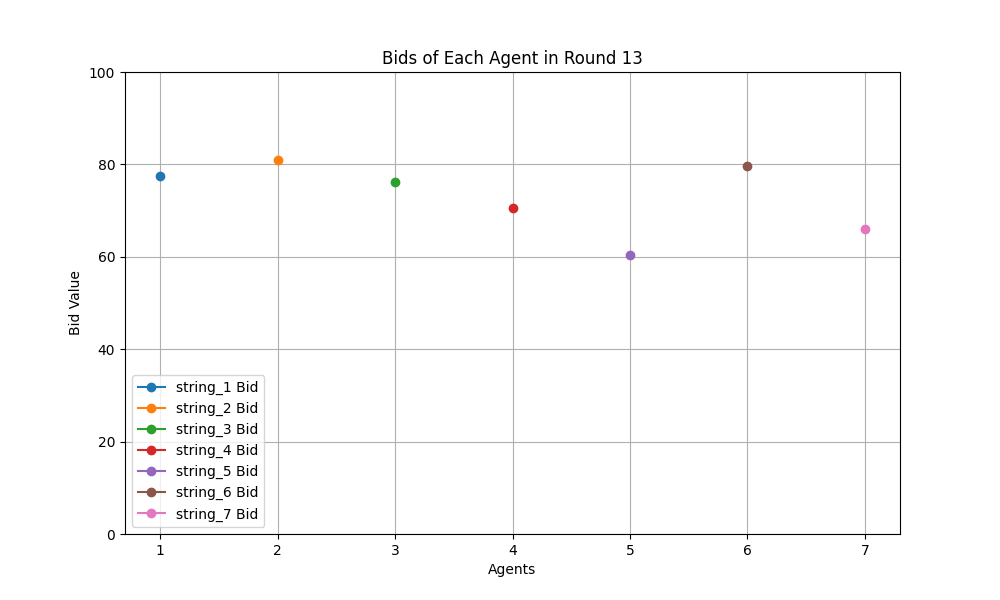 Bids of Each Agent in Round 13
100
80
60
40
20
0
Bid Value
string_1 Bid
string_2 Bid
string_3 Bid
string_4 Bid
string_5 Bid
string_6 Bid
string_7 Bid
1 2 3 4 5 6 7
Agents